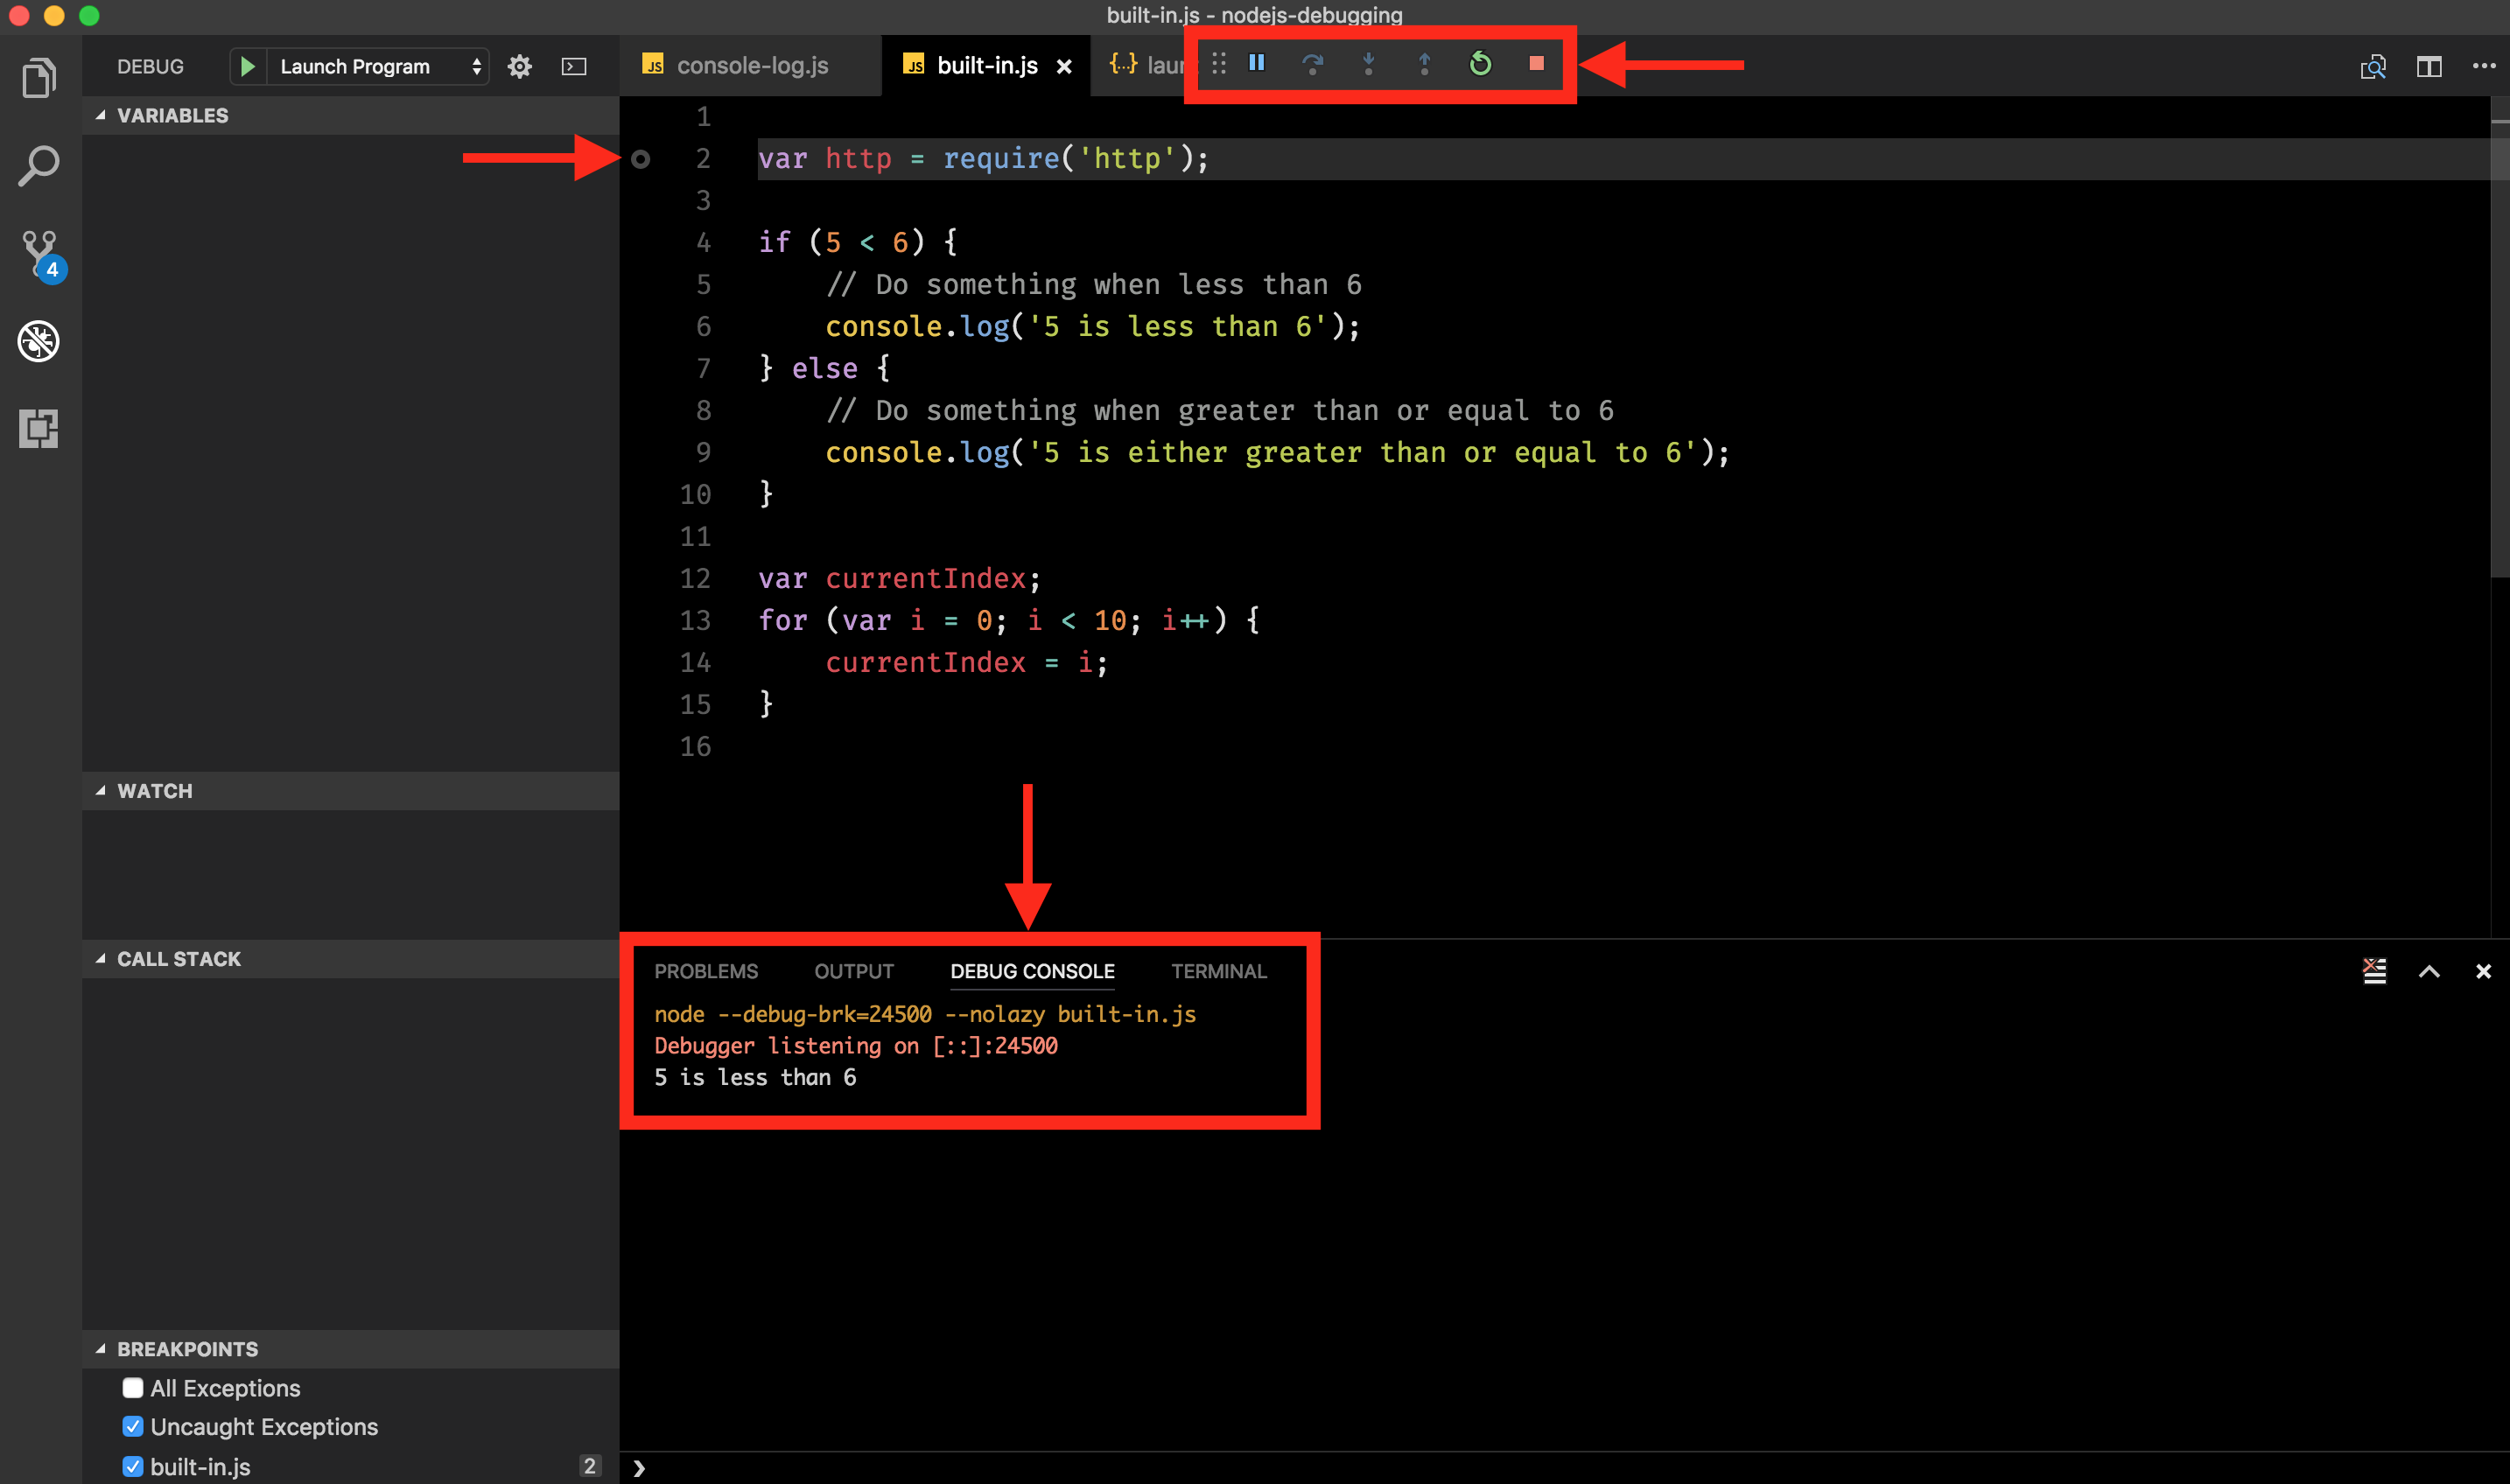 built-in.js - nodejs-debugging
DEBUG
Launch Program
JS console-log.js
JS built-in.js
{...} laun
4
VARIABLES
WATCH
CALL STACK
BREAKPOINTS
All Exceptions
Uncaught Exceptions
built-in.js 2
1
2 var http = require('http');
3
4 if (5 < 6) {
5 // Do something when less than 6
6 console.log('5 is less than 6');
7 } else {
8 // Do something when greater than or equal to 6
9 console.log('5 is either greater than or equal to 6');
10 }
11
12 var currentIndex;
13 for (var i = 0; i < 10; i++) {
14 currentIndex = i;
15 }
16
PROBLEMS OUTPUT DEBUG CONSOLE TERMINAL
node --debug-brk=24500 --nolazy built-in.js
Debugger listening on [::]:24500
5 is less than 6